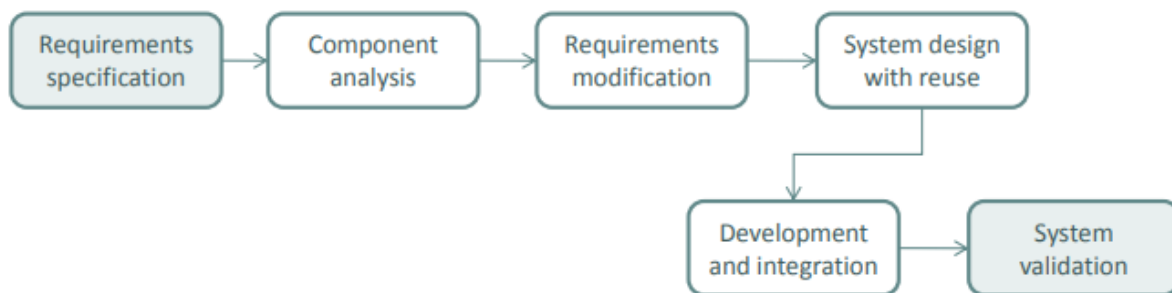 Requirements
specification
Component
analysis
Requirements
modification
System design
with reuse
Development
and integration
System
validation